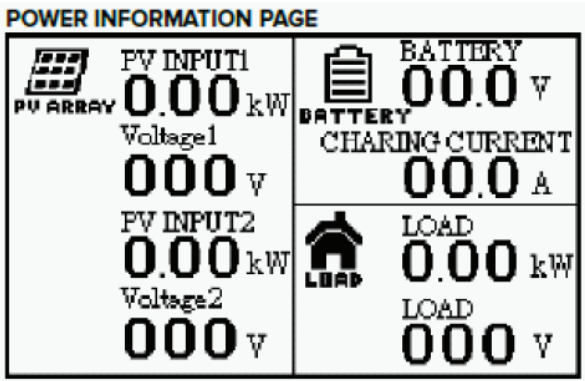 POWER INFORMATION PAGE
PV ARRAY
PV INPUT1
0.00 kW
Voltage1
000 V
PV INPUT2
0.00 kW
Voltage2
000 V
BATTERY
BATTERY
00.0 V
CHARING CURRENT
00.0 A
LOAD
LOAD
0.00 kW
LOAD
000 V